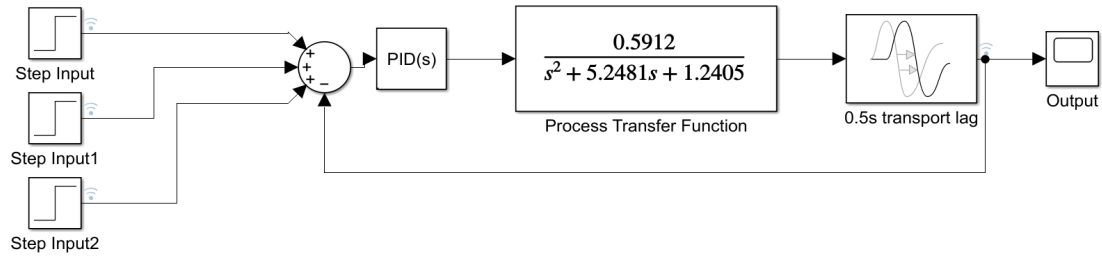 Step Input
Step Input1
Step Input2
+
+
+ −
PID(s)
0.5912
s² + 5.2481s + 1.2405
Process Transfer Function
0.5s transport lag
Output